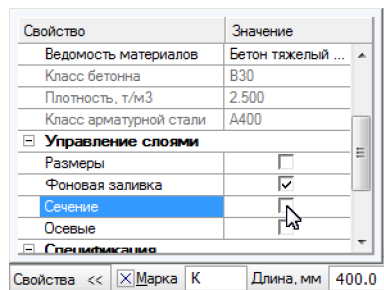 Свойство Значение
Ведомость материалов Бетон тяжелый ...
Класс бетонна B30
Плотность, т/м3 2.500
Класс арматурной стали A400
Управление слоями
Размеры
Фоновая заливка
Сечение
Осевые
Спецификация
Свойства << Марка К Длина, мм 400.0